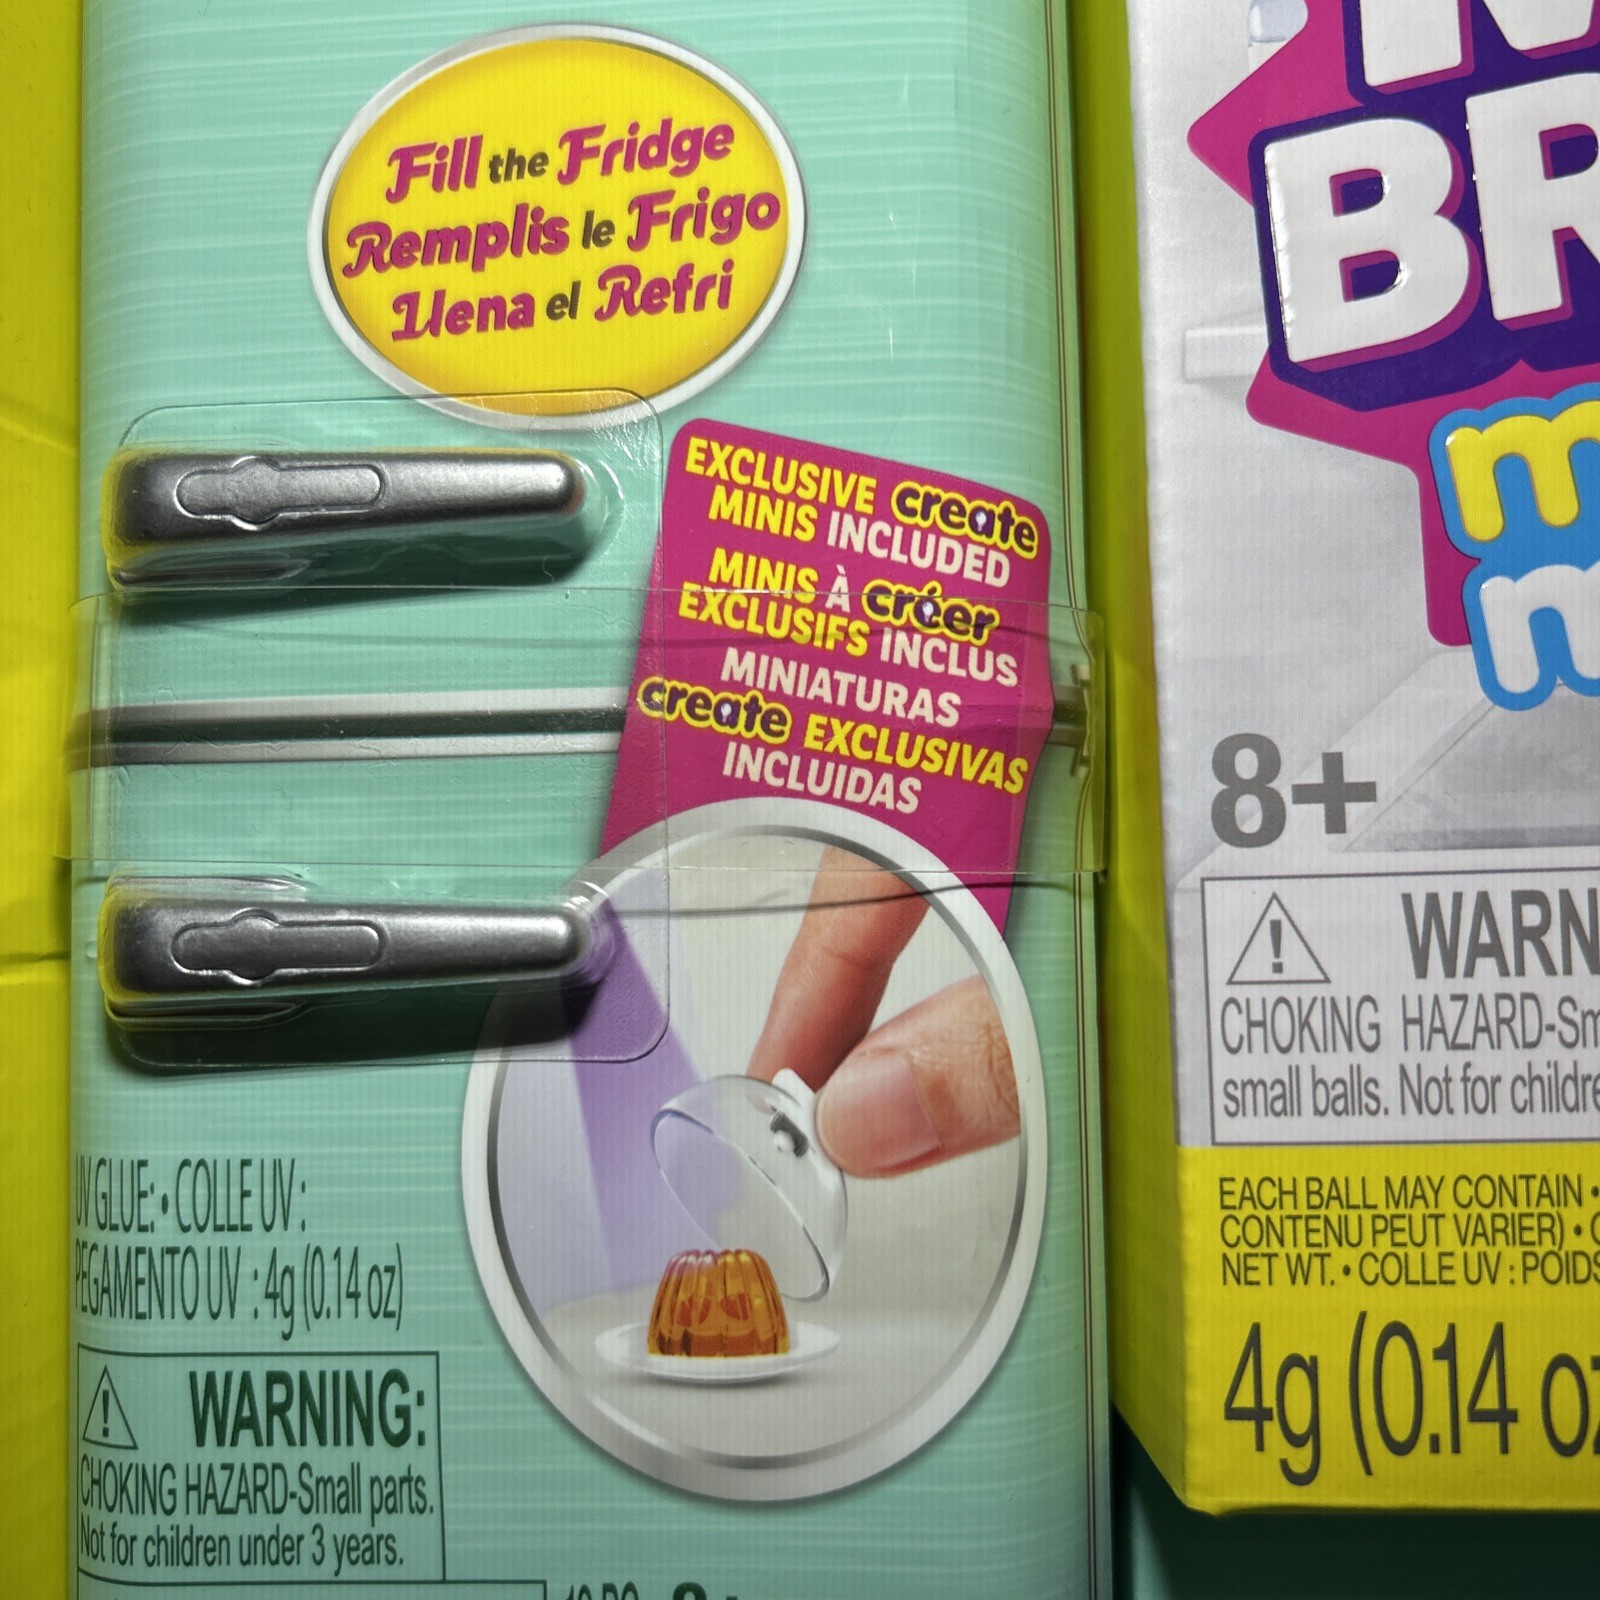 Fill the Fridge
Remplis le Frigo
Llena el Refri
EXCLUSIVE create
MINIS INCLUDED
MINIS À créer
EXCLUSIFS INCLUS
MINIATURAS
create EXCLUSIVAS
INCLUIDAS
UV GLUE: • COLLE UV :
PEGAMENTO UV : 4g (0.14 oz)
WARNING:
CHOKING HAZARD-Small parts.
Not for children under 3 years.
BR
8+
WARN
CHOKING HAZARD-Sm
small balls. Not for childre
EACH BALL MAY CONTAIN •
CONTENU PEUT VARIER) •
NET WT. • COLLE UV : POIDS
4g (0.14 oz